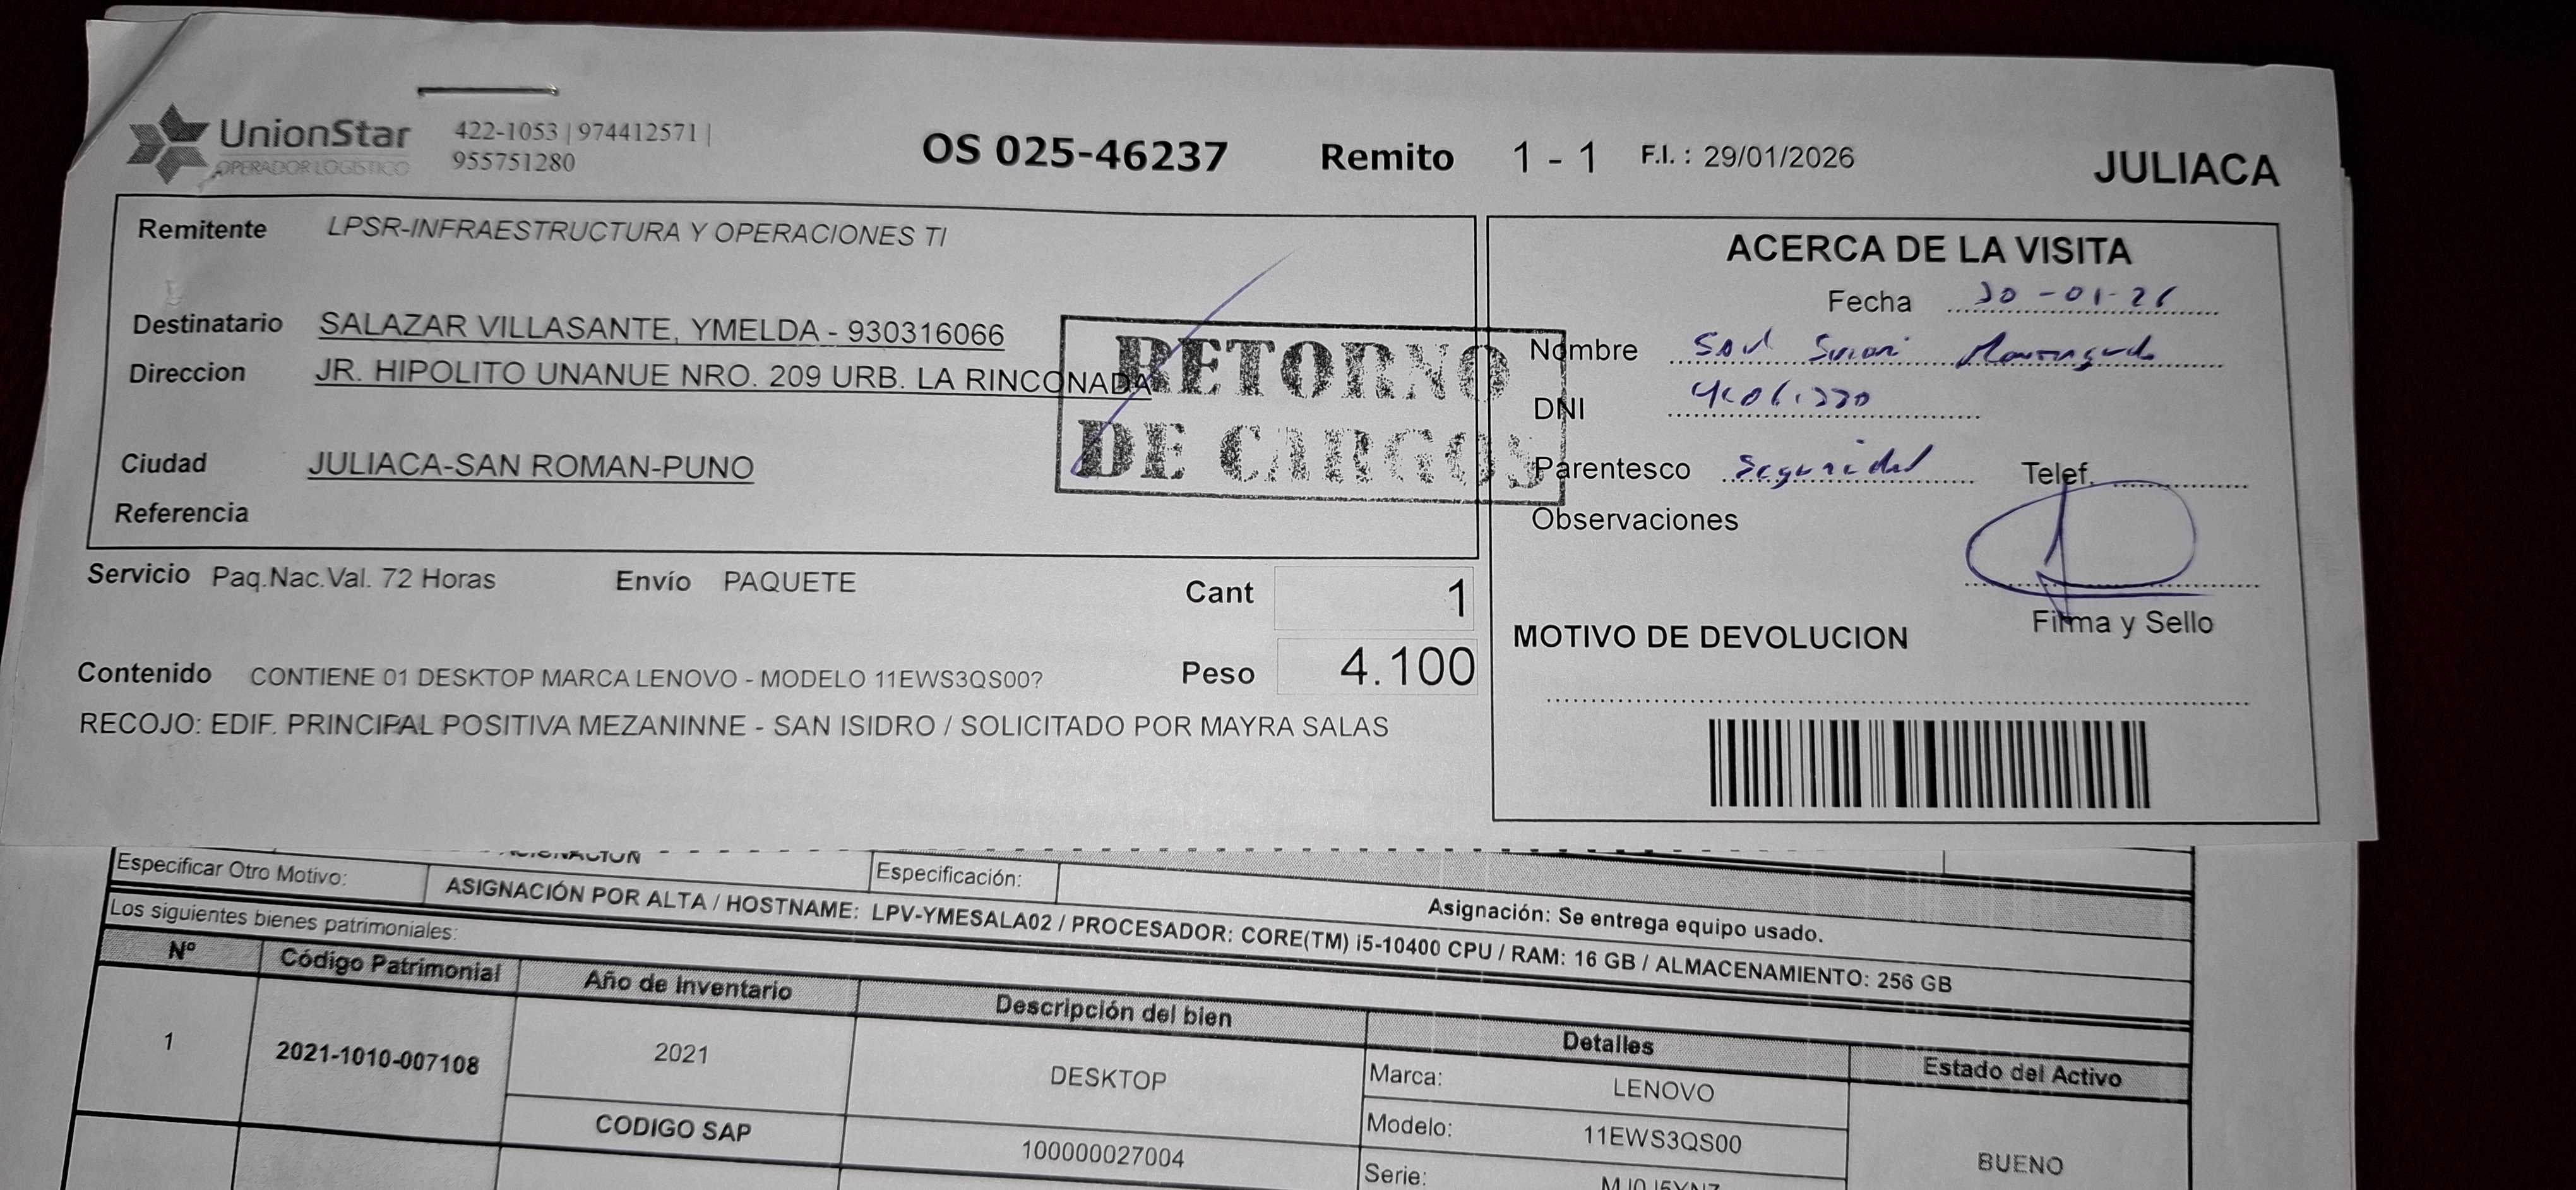 UnionStar
OPERADOR LOGÍSTICO
422-1053 | 974412571 |
955751280
OS 025-46237 Remito 1 - 1 F.I. : 29/01/2026 JULIACA
Remitente LPSR-INFRAESTRUCTURA Y OPERACIONES TI
Destinatario SALAZAR VILLASANTE, YMELDA - 930316066
Direccion JR. HIPOLITO UNANUE NRO. 209 URB. LA RINCONADA
Ciudad JULIACA-SAN ROMAN-PUNO
Referencia
RETORNO
DE CARGOS
Servicio Paq.Nac.Val. 72 Horas Envío PAQUETE
Cant 1
Peso 4.100
Contenido CONTIENE 01 DESKTOP MARCA LENOVO - MODELO 11EWS3QS00?
RECOJO: EDIF. PRINCIPAL POSITIVA MEZANINNE - SAN ISIDRO / SOLICITADO POR MAYRA SALAS
ACERCA DE LA VISITA
Fecha 30-01-26
Nombre
DNI
Parentesco Seguridad Telef.
Observaciones
Firma y Sello
MOTIVO DE DEVOLUCION
ASIGNACION
Especificar Otro Motivo: Especificación: Asignación: Se entrega equipo usado.
ASIGNACIÓN POR ALTA / HOSTNAME: LPV-YMESALA02 / PROCESADOR: CORE(TM) i5-10400 CPU / RAM: 16 GB / ALMACENAMIENTO: 256 GB
Los siguientes bienes patrimoniales:
Nº Código Patrimonial Año de Inventario Descripción del bien Detalles Estado del Activo
1 2021-1010-007108 2021 DESKTOP Marca: LENOVO
CODIGO SAP 100000027004 Modelo: 11EWS3QS00 BUENO
Serie: